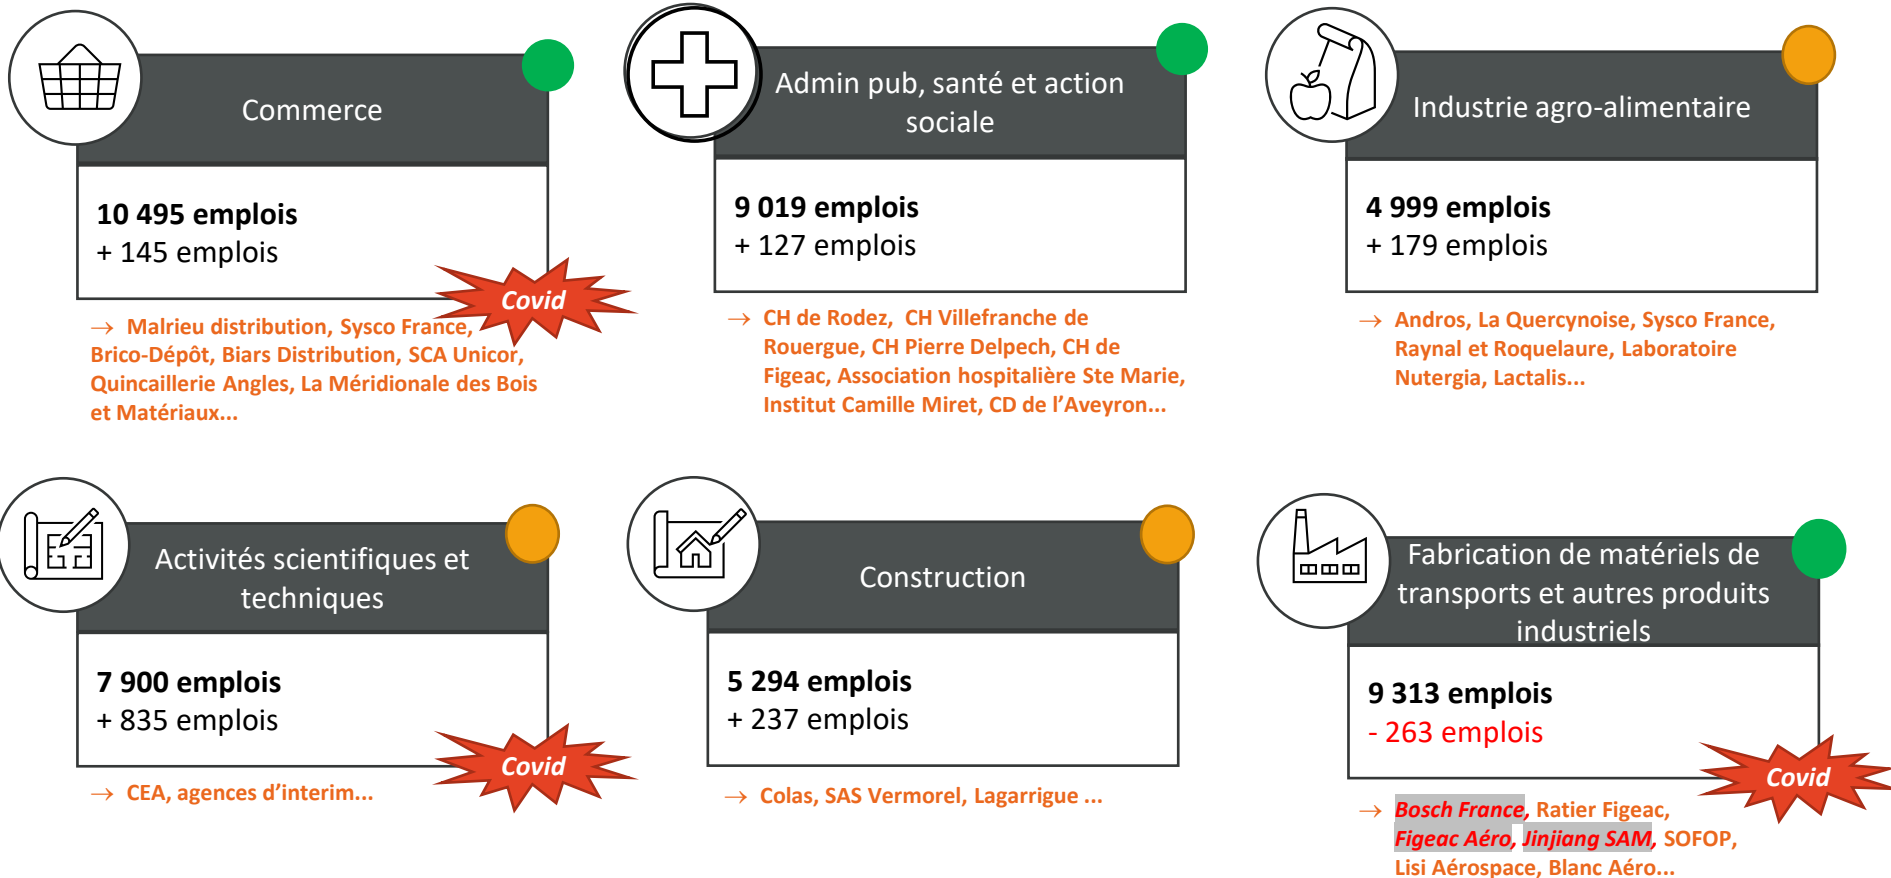 Commerce
10 495 emplois
+ 145 emplois
Covid
→ Malrieu distribution, Sysco France,
Brico-Dépôt, Biars Distribution, SCA Unicor,
Quincaillerie Angles, La Méridionale des Bois
et Matériaux...
Admin pub, santé et action
sociale
9 019 emplois
+ 127 emplois
→ CH de Rodez, CH Villefranche de
Rouergue, CH Pierre Delpech, CH de
Figeac, Association hospitalière Ste Marie,
Institut Camille Miret, CD de l’Aveyron...
Industrie agro-alimentaire
4 999 emplois
+ 179 emplois
→ Andros, La Quercynoise, Sysco France,
Raynal et Roquelaure, Laboratoire
Nutergia, Lactalis...
Activités scientifiques et
techniques
7 900 emplois
+ 835 emplois
Covid
→ CEA, agences d’interim...
Construction
5 294 emplois
+ 237 emplois
→ Colas, SAS Vermorel, Lagarrigue ...
Fabrication de matériels de
transports et autres produits
industriels
9 313 emplois
- 263 emplois
Covid
→ Bosch France, Ratier Figeac,
Figeac Aéro, Jinjiang SAM, SOFOP,
Lisi Aérospace, Blanc Aéro...